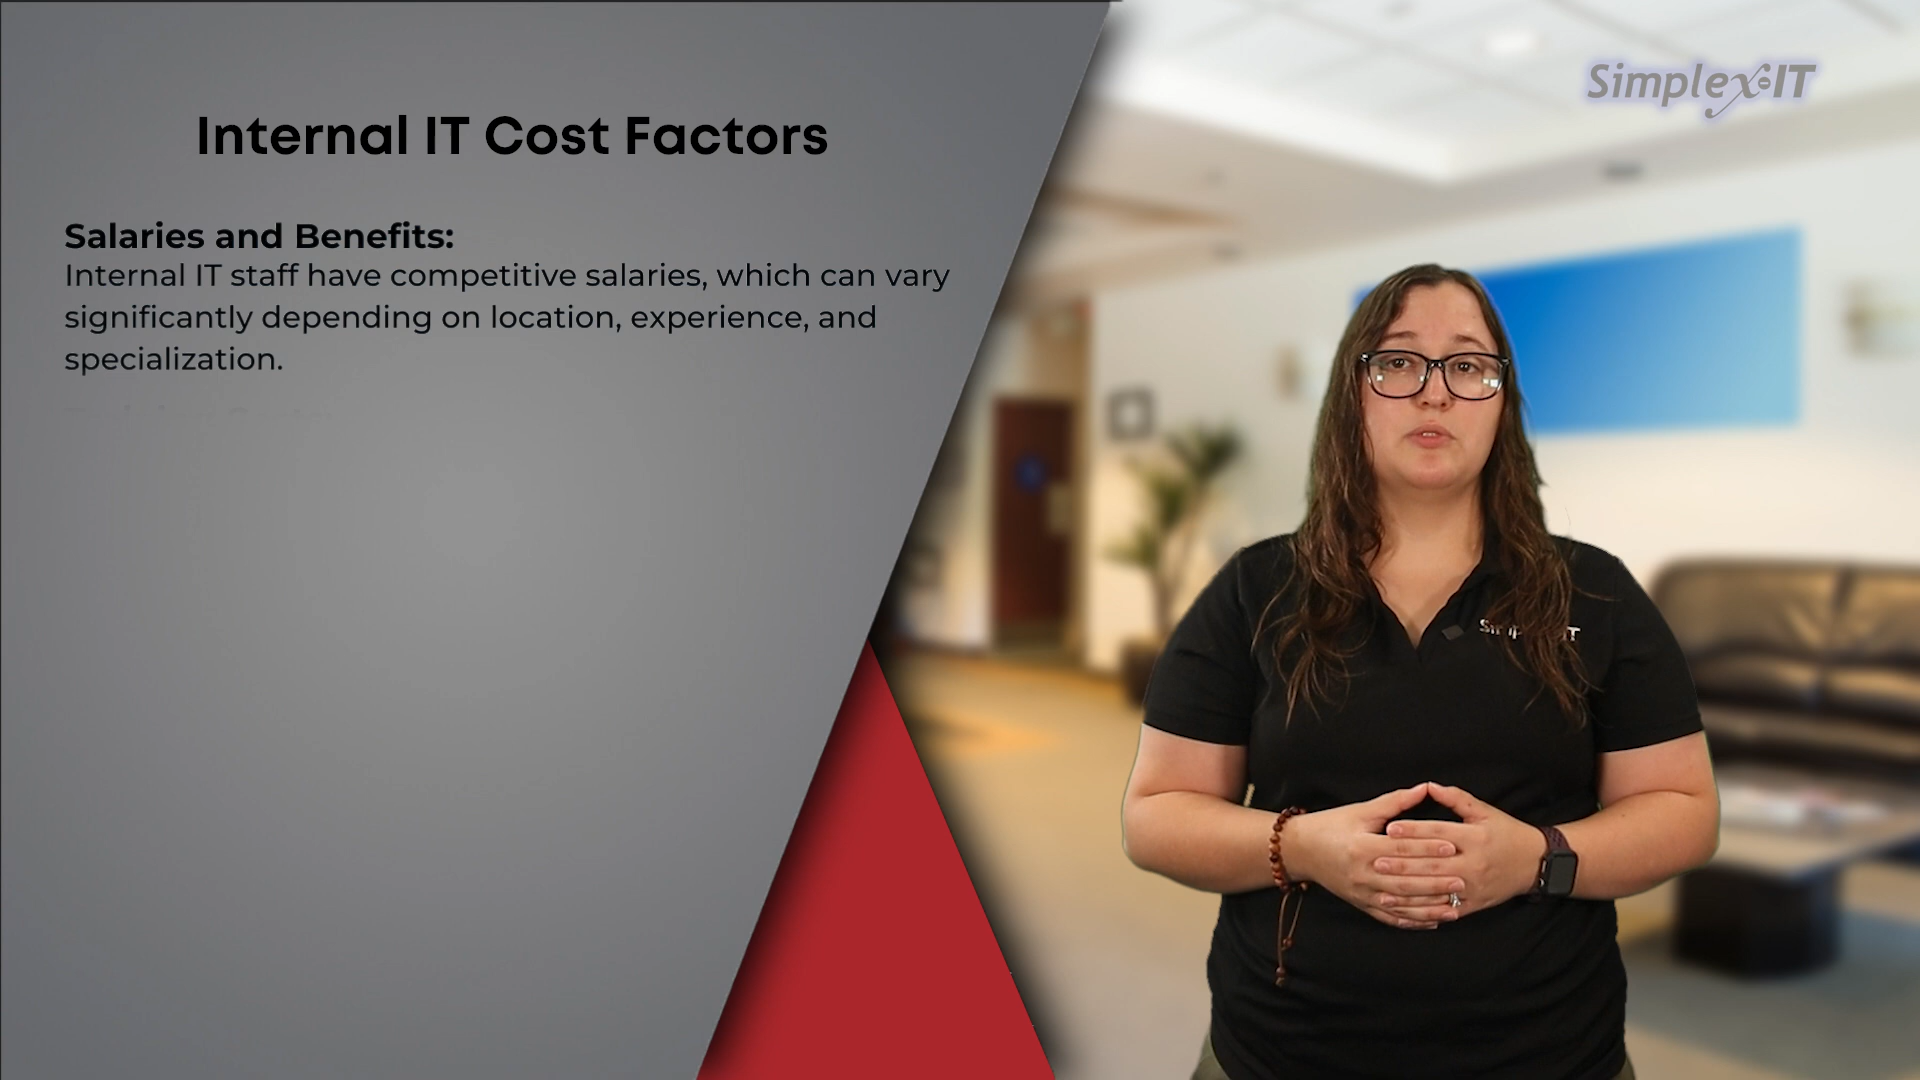 Simplex-IT
Internal IT Cost Factors
Salaries and Benefits:
Internal IT staff have competitive salaries, which can vary
significantly depending on location, experience, and
specialization.